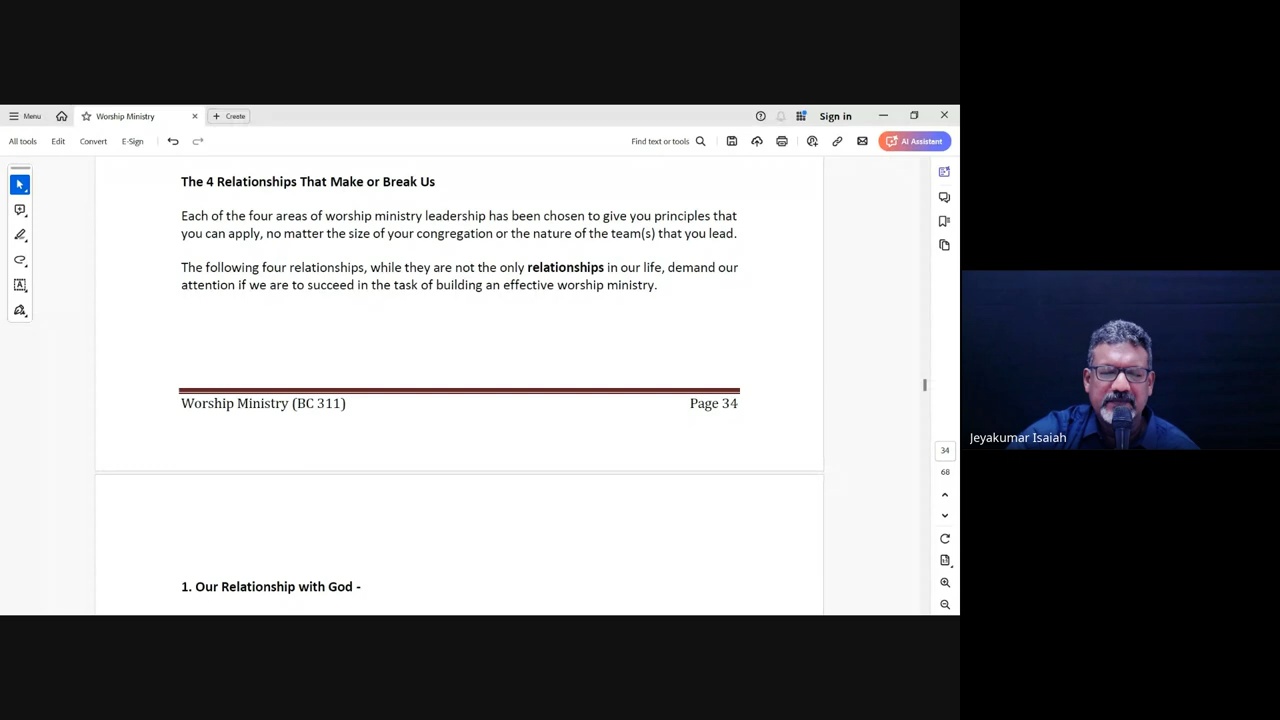 Menu
Worship Ministry
Create
Sign in
All tools
Edit
Convert
E-Sign
Find text or tools
AI Assistant
The 4 Relationships That Make or Break Us
Each of the four areas of worship ministry leadership has been chosen to give you principles that
you can apply, no matter the size of your congregation or the nature of the team(s) that you lead.
The following four relationships, while they are not the only relationships in our life, demand our
attention if we are to succeed in the task of building an effective worship ministry.
Worship Ministry (BC 311)
Page 34
1. Our Relationship with God -
34
68
Jeyakumar Isaiah